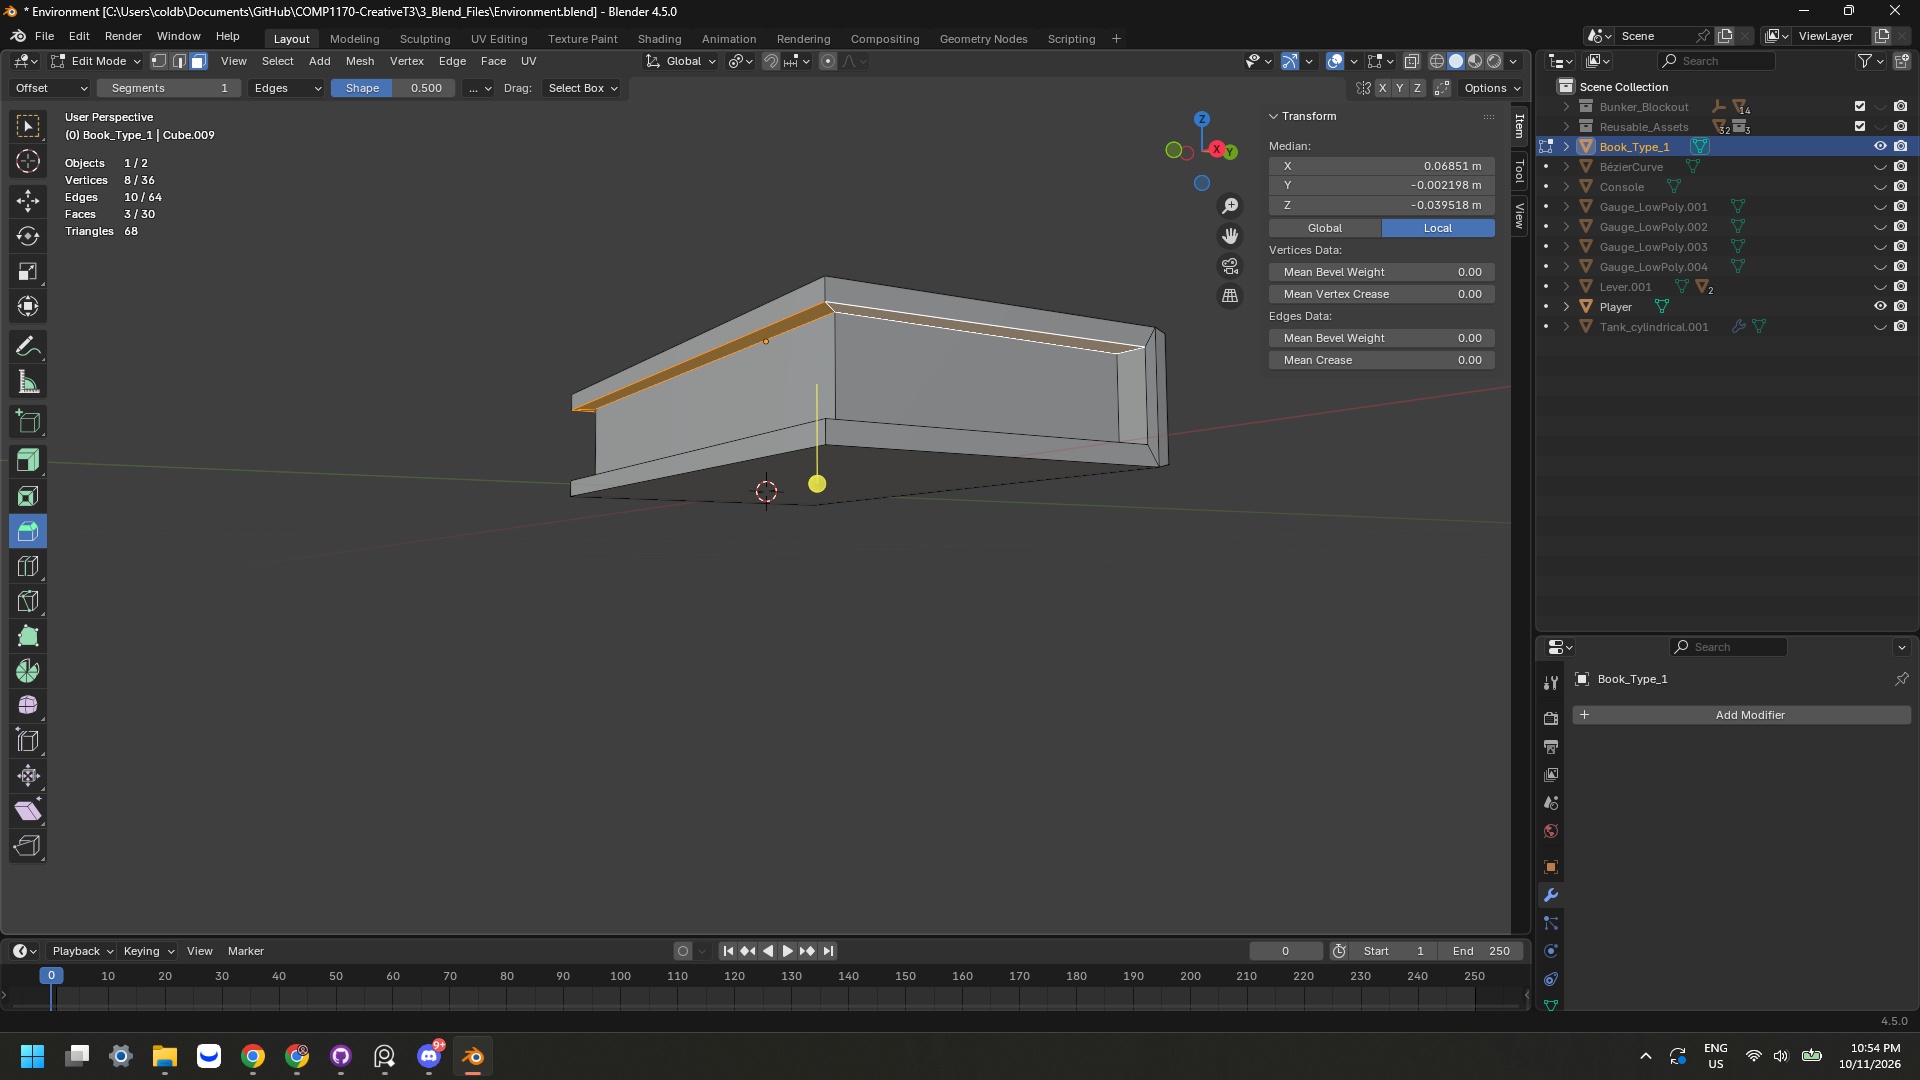 * Environment [C:\Users\coldb\Documents\GitHub\COMP1170-CreativeT3\3_Blend_Files\Environment.blend] - Blender 4.5.0
File Edit Render Window Help Layout Modeling Sculpting UV Editing Texture Paint Shading Animation Rendering Compositing Geometry Nodes Scripting + Scene ViewLayer
Edit Mode View Select Add Mesh Vertex Edge Face UV Global Search
Offset Segments 1 Edges Shape 0.500 ... Drag: Select Box X Y Z Options
User Perspective
(0) Book_Type_1 | Cube.009
Objects 1 / 2
Vertices 8 / 36
Edges 10 / 64
Faces 3 / 30
Triangles 68
Z
X
Y
Transform
Median:
X 0.06851 m
Y -0.002198 m
Z -0.039518 m
Global Local
Vertices Data:
Mean Bevel Weight 0.00
Mean Vertex Crease 0.00
Edges Data:
Mean Bevel Weight 0.00
Mean Crease 0.00
Item
Tool
View
Scene Collection
Bunker_Blockout 14
Reusable_Assets 32 3
Book_Type_1
BézierCurve
Console
Gauge_LowPoly.001
Gauge_LowPoly.002
Gauge_LowPoly.003
Gauge_LowPoly.004
Lever.001 2
Player
Tank_cylindrical.001
Search
Book_Type_1
+ Add Modifier
Playback Keying View Marker 0 Start 1 End 250
0 10 20 30 40 50 60 70 80 90 100 110 120 130 140 150 160 170 180 190 200 210 220 230 240 250
4.5.0
9+
ENG
US
10:54 PM
10/11/2026